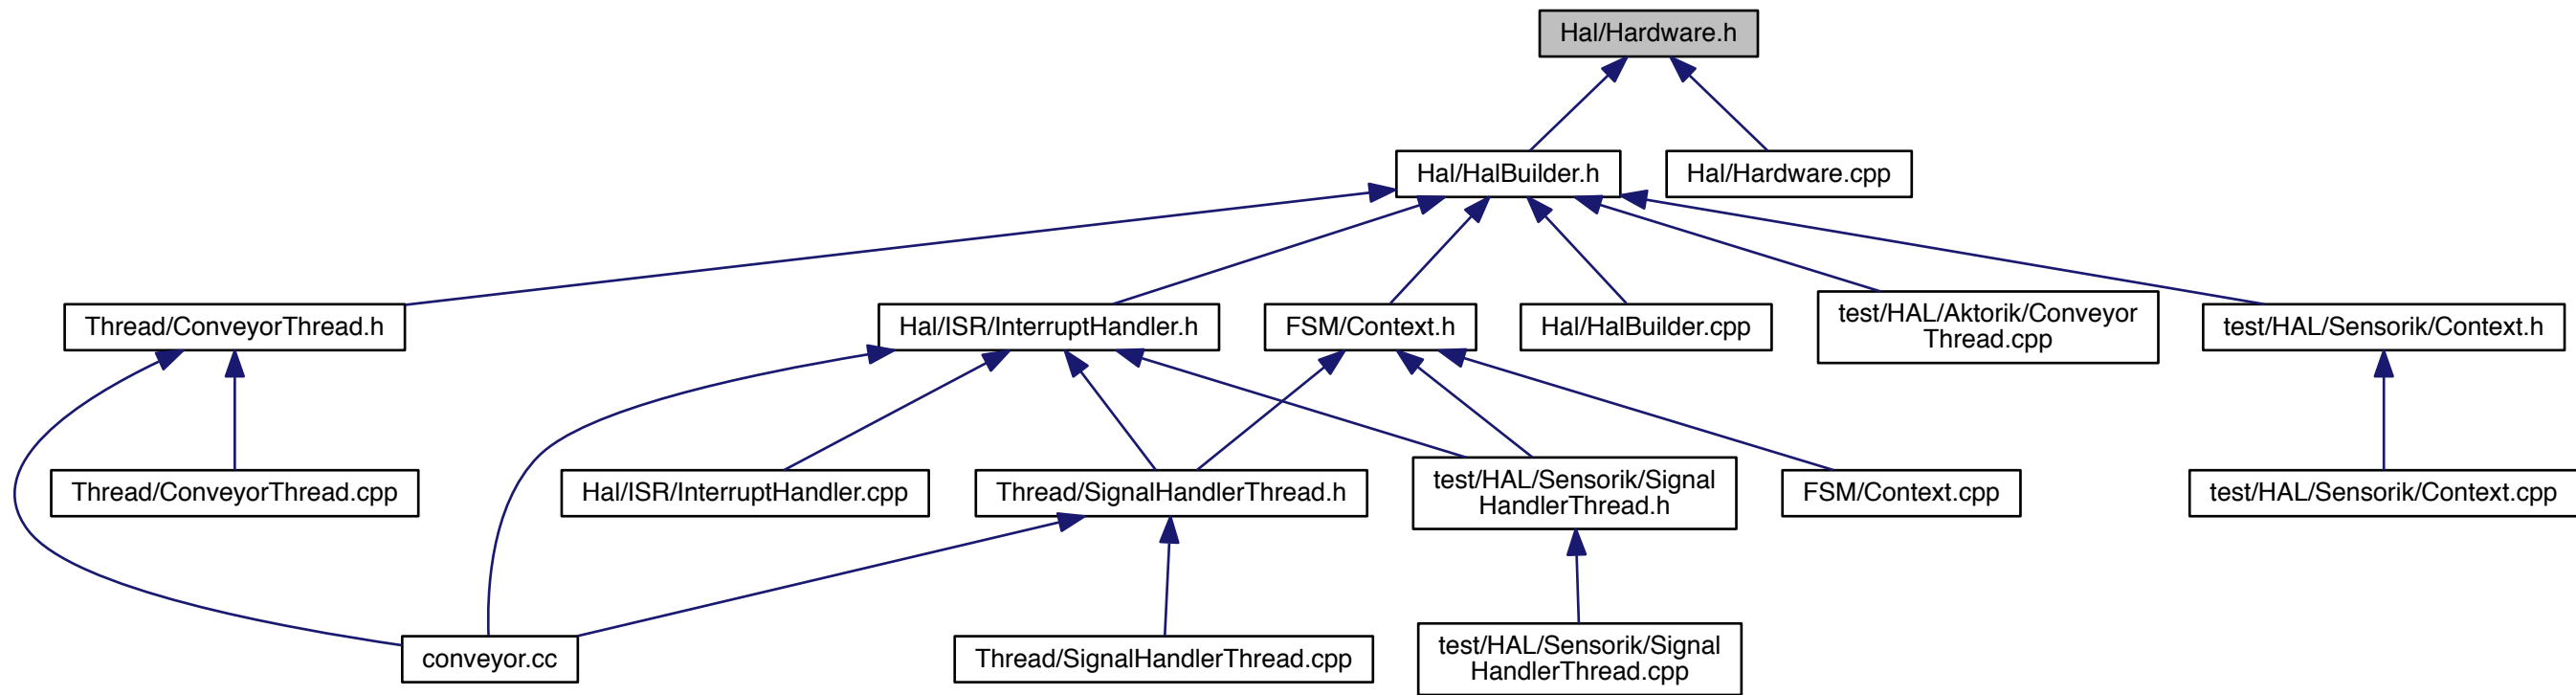 Hal/Hardware.h
Hal/HalBuilder.h
Hal/Hardware.cpp
Thread/ConveyorThread.h
Hal/ISR/InterruptHandler.h
FSM/Context.h
Hal/HalBuilder.cpp
test/HAL/Aktorik/Conveyor
Thread.cpp
test/HAL/Sensorik/Context.h
Thread/ConveyorThread.cpp
Hal/ISR/InterruptHandler.cpp
Thread/SignalHandlerThread.h
test/HAL/Sensorik/Signal
HandlerThread.h
FSM/Context.cpp
test/HAL/Sensorik/Context.cpp
conveyor.cc
Thread/SignalHandlerThread.cpp
test/HAL/Sensorik/Signal
HandlerThread.cpp